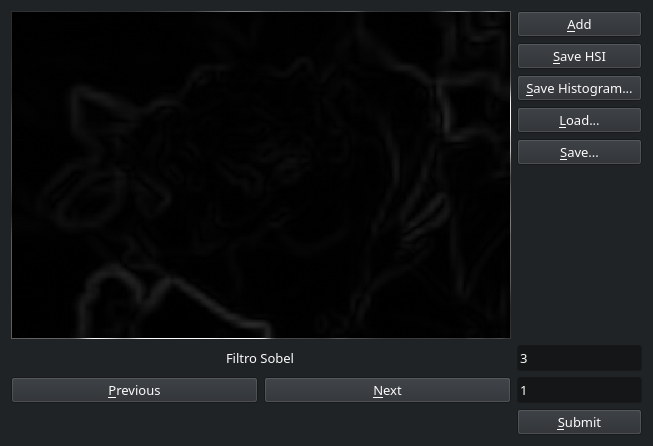 Add
Save HSI
Save Histogram...
Load...
Save...
Filtro Sobel
3
Previous
Next
1
Submit